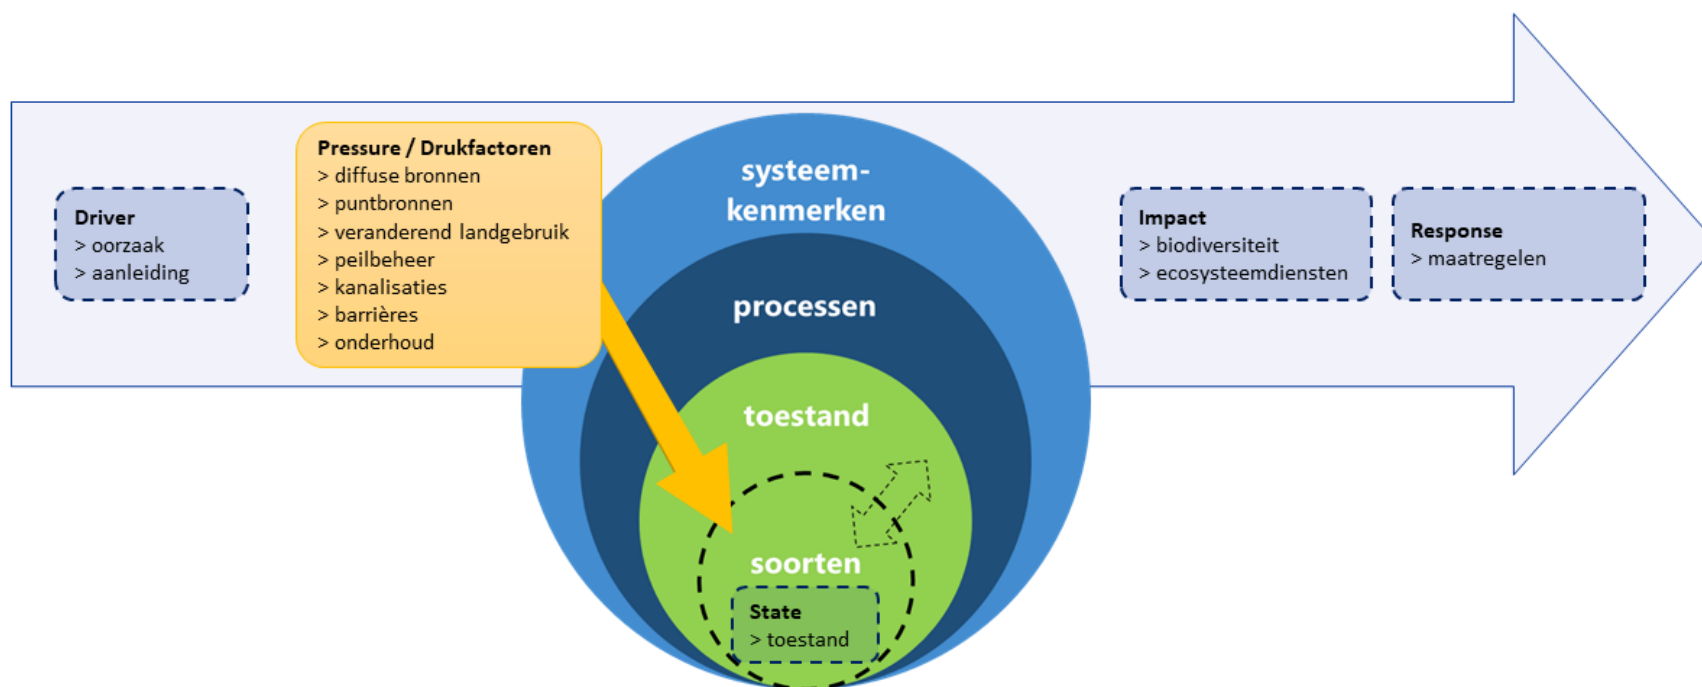 Driver
> oorzaak
> aanleiding
Pressure / Drukfactoren
> diffuse bronnen
> puntbronnen
> veranderend landgebruik
> peilbeheer
> kanalisaties
> barrières
> onderhoud
systeem-
kenmerken
processen
toestand
soorten
State
> toestand
Impact
> biodiversiteit
> ecosysteemdiensten
Response
> maatregelen